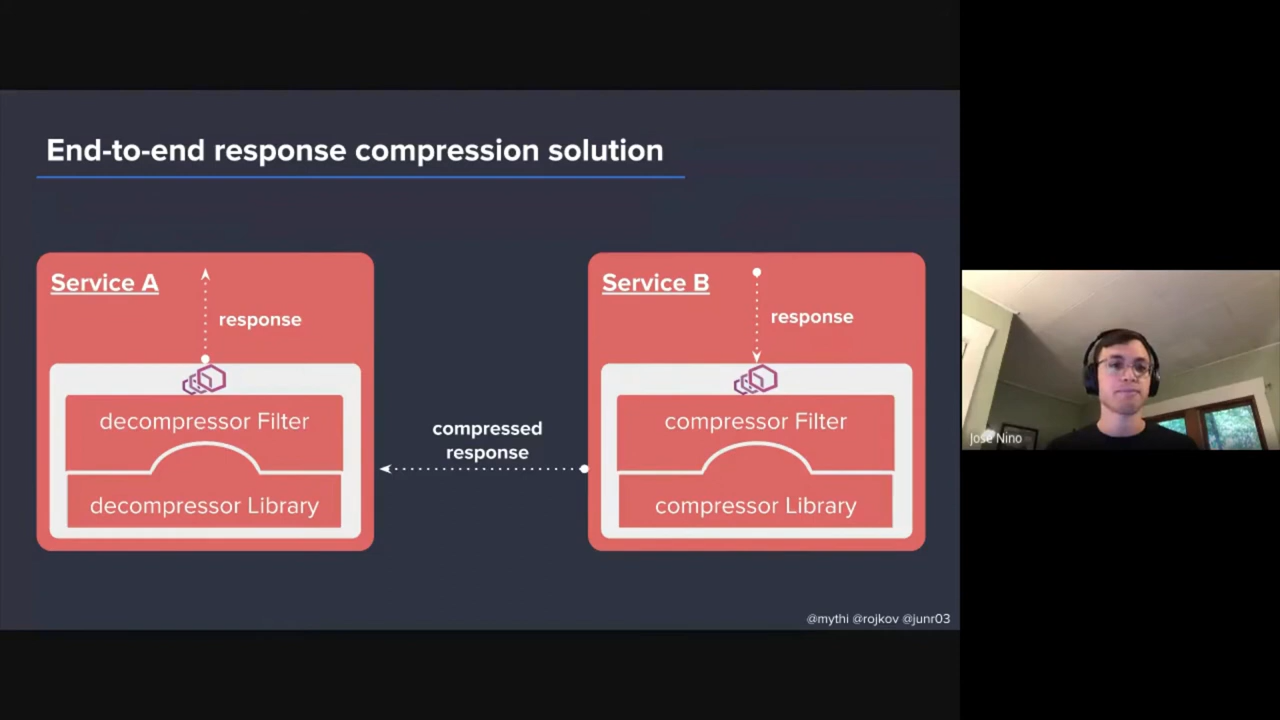 End-to-end response compression solution
Service A
response
decompressor Filter
decompressor Library
compressed
response
Service B
response
compressor Filter
compressor Library
@mythi @rojkov @junr03
Jose Nino